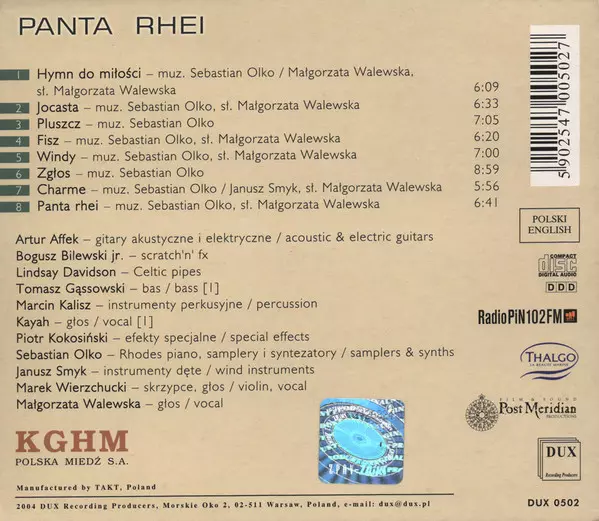 PANTA RHEI
1 Hymn do miłości – muz. Sebastian Olko / Małgorzata Walewska,
sł. Małgorzata Walewska 6:09
2 Jocasta – muz. Sebastian Olko, sł. Małgorzata Walewska 6:33
3 Pluszcz – muz. Sebastian Olko 7:05
4 Fisz – muz. Sebastian Olko, sł. Małgorzata Walewska 6:20
5 Windy – muz. Sebastian Olko, sł. Małgorzata Walewska 7:00
6 Zgłos – muz. Sebastian Olko 8:59
7 Charme – muz. Sebastian Olko / Janusz Smyk, sł. Małgorzata Walewska 5:56
8 Panta rhei – muz. Sebastian Olko, sł. Małgorzata Walewska 6:41
5 902547 005027
Artur Affek – gitary akustyczne i elektryczne / acoustic & electric guitars
Bogusz Bilewski jr. – scratch'n' fx
Lindsay Davidson – Celtic pipes
Tomasz Gąssowski – bas / bass [1]
Marcin Kalisz – instrumenty perkusyjne / percussion
Kayah – głos / vocal [1]
Piotr Kokosiński – efekty specjalne / special effects
Sebastian Olko – Rhodes piano, samplery i syntezatory / samplers & synths
Janusz Smyk – instrumenty dęte / wind instruments
Marek Wierzchucki – skrzypce, głos / violin, vocal
Małgorzata Walewska – głos / vocal
POLSKI
ENGLISH
COMPACT
disc
DIGITAL AUDIO
DDD
RadioPiN102FM
THALGO
LA BEAUTÉ MARINE
FILM & SOUND
Post Meridian
PRODUCTIONS
DUX
Recording Producers
DUX 0502
KGHM
POLSKA MIEDŹ S.A.
Manufactured by TAKT, Poland
2004 DUX Recording Producers, Morskie Oko 2, 02-511 Warsaw, Poland, e-mail: dux@dux.pl